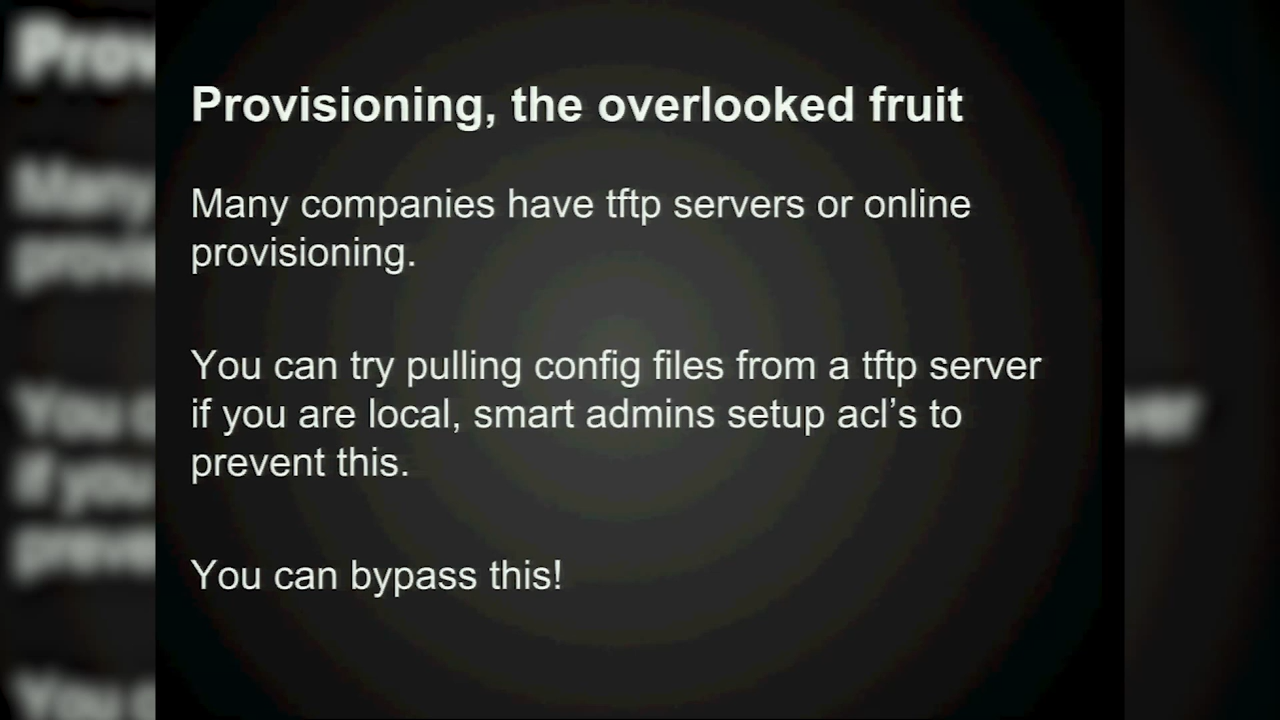 Provisioning, the overlooked fruit
Many companies have tftp servers or online
provisioning.
You can try pulling config files from a tftp server
if you are local, smart admins setup acl’s to
prevent this.
You can bypass this!